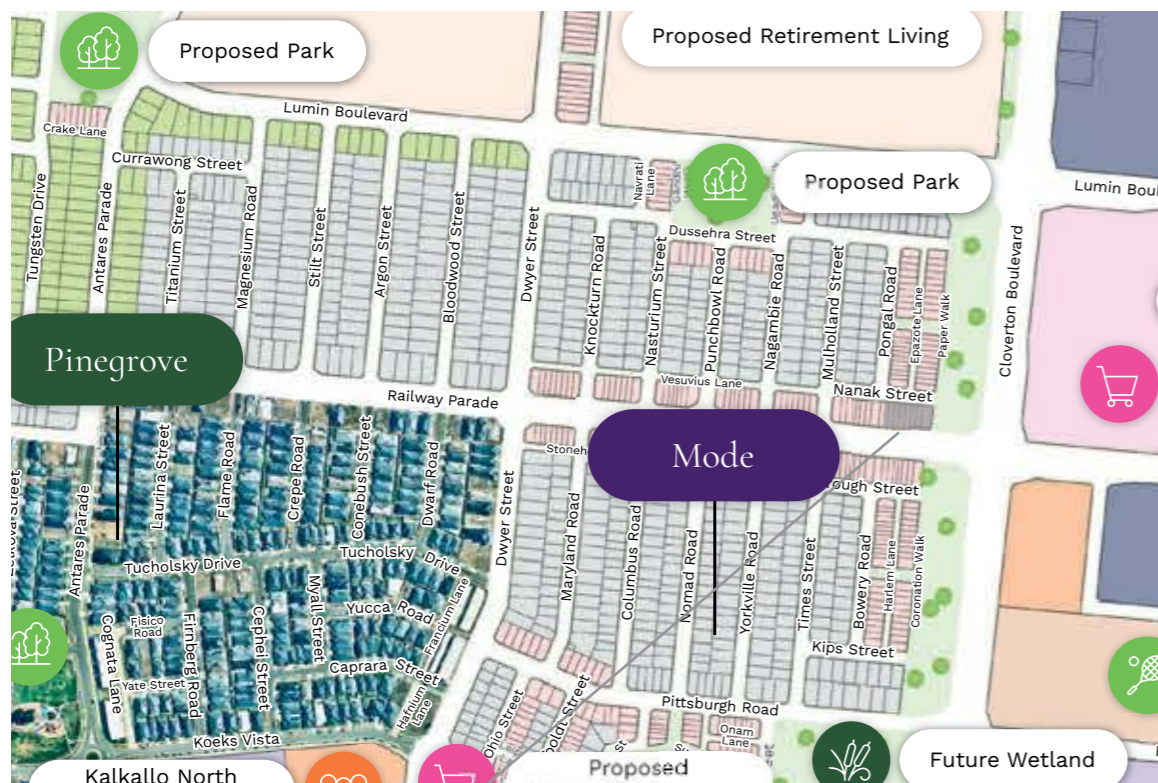 Proposed Park
Proposed Retirement Living
Crake Lane
Lumin Boulevard
Currawong Street
Navrati
Lane
Proposed Park
Lumin
Tungsten Drive
Antares Parade
Titanium Street
Magnesium Road
Stilt Street
Argon Street
Bloodwood Street
Dwyer Street
Knockturn Road
Nasturium Street
Dussehra Street
Punchbowl Road
Nagambie Road
Mulholland Street
Pongal Road
Epazote Lane
Paper Walk
Cloverton Boulevard
Pinegrove
Railway Parade
Vesuvius Lane
Nanak Street
Mode
Antares Parade
Laurina Street
Flame Road
Crepe Road
Conebush Street
Dwarf Road
Dwyer Street
Maryland Road
Columbus Road
Nomad Road
Yorkville Road
Times Street
Bowery Road
Harlem Lane
Coronation Walk
Street
Tucholsky Drive
Tucholsky Drive
Cognata Lane
Fisico
Road
Firnberg Road
Cephei Street
Myall Street
Yucca Road
Francium Lane
Caprara Street
Yate Street
Hafnium
Lane
Koeks Vista
Kips Street
Pittsburgh Road
Ohio Street
Street
Onam
Lane
Kalkallo North
Proposed
Future Wetland